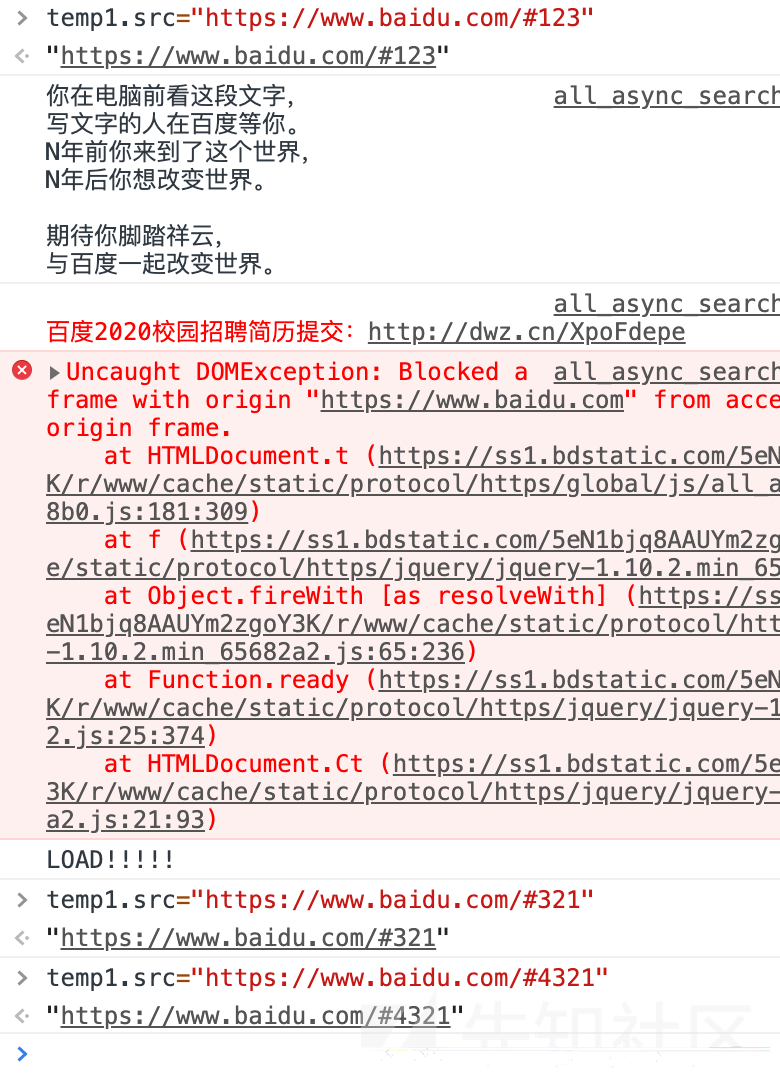 temp1.src="https://www.baidu.com/#123"
"https://www.baidu.com/#123"
你在电脑前看这段文字,
all_async_search
写文字的人在百度等你。
N年前你来到了这个世界,
N年后你想改变世界。
期待你脚踏祥云,
与百度一起改变世界。
all_async_search
百度2020校园招聘简历提交：http://dwz.cn/XpoFdepe
Uncaught DOMException: Blocked a all_async_search
frame with origin "https://www.baidu.com" from acce
origin frame.
at HTMLDocument.t (https://ss1.bdstatic.com/5eN
K/r/www/cache/static/protocol/https/global/js/all_a
8b0.js:181:309)
at f (https://ss1.bdstatic.com/5eN1bjq8AAUYm2zg
e/static/protocol/https/jquery/jquery-1.10.2.min_65
at Object.fireWith [as resolveWith] (https://ss
eN1bjq8AAUYm2zgoY3K/r/www/cache/static/protocol/htt
-1.10.2.min_65682a2.js:65:236)
at Function.ready (https://ss1.bdstatic.com/5eN
K/r/www/cache/static/protocol/https/jquery/jquery-1
2.js:25:374)
at HTMLDocument.Ct (https://ss1.bdstatic.com/5e
3K/r/www/cache/static/protocol/https/jquery/jquery-
a2.js:21:93)
LOAD!!!!!
temp1.src="https://www.baidu.com/#321"
"https://www.baidu.com/#321"
temp1.src="https://www.baidu.com/#4321"
"https://www.baidu.com/#4321"
先知社区